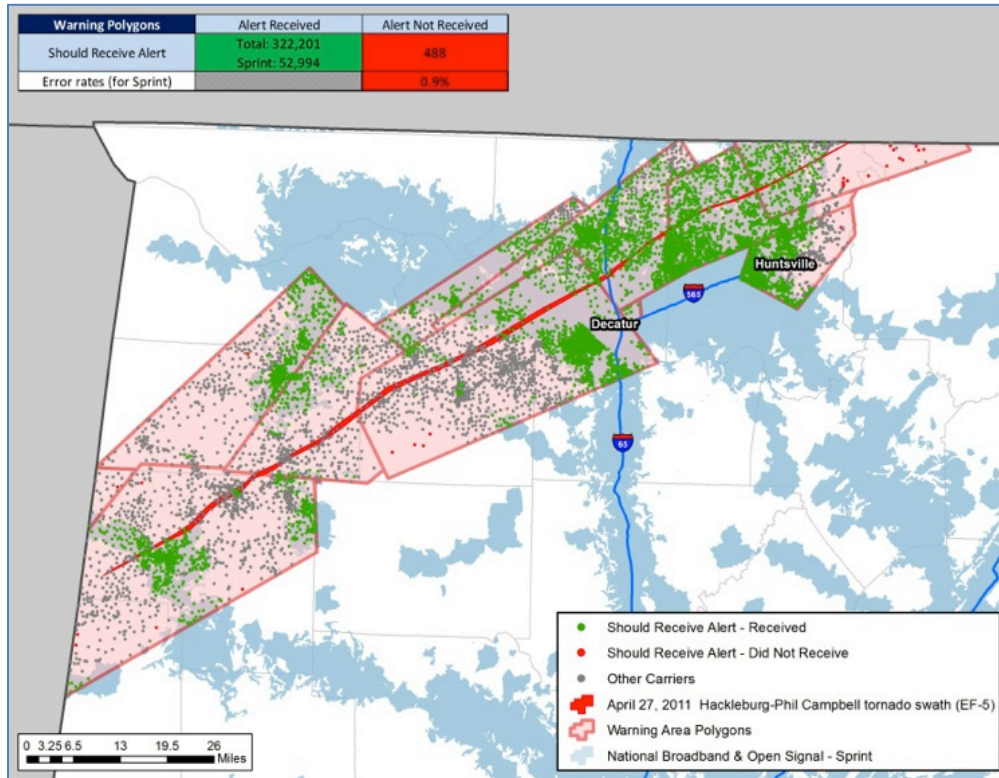 Warning Polygons Alert Received Alert Not Received
Should Receive Alert Total: 322,201 488
Sprint: 52,994
Error rates (for Sprint) 0.9%
Huntsville
565
Decatur
65
Should Receive Alert - Received
Should Receive Alert - Did Not Receive
Other Carriers
April 27, 2011 Hackleburg-Phil Campbell tornado swath (EF-5)
Warning Area Polygons
National Broadband & Open Signal - Sprint
0 3.25 6.5 13 19.5 26
Miles